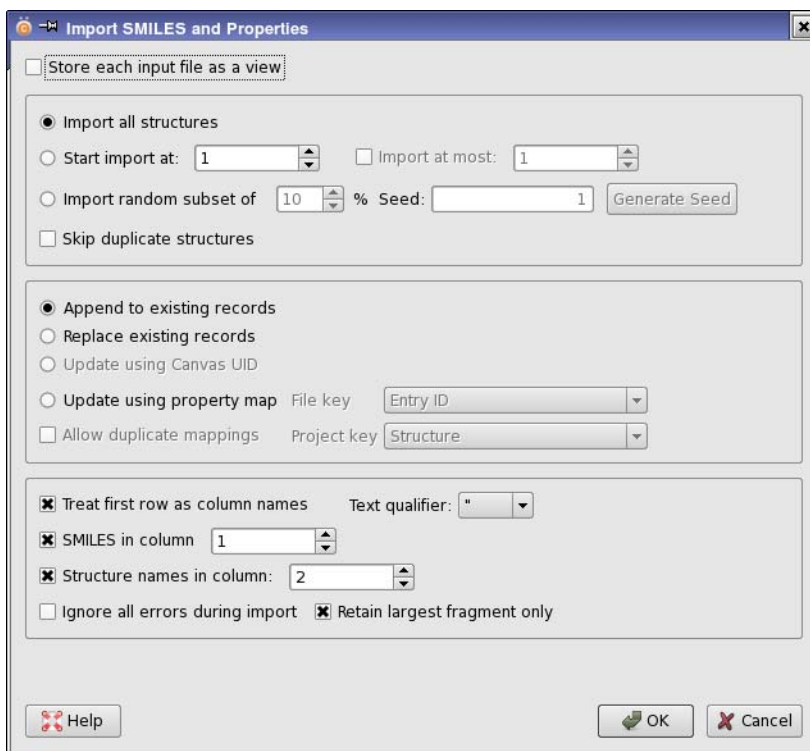 Import SMILES and Properties
Store each input file as a view
Import all structures
Start import at: 1 Import at most: 1
Import random subset of 10 % Seed: 1 Generate Seed
Skip duplicate structures
Append to existing records
Replace existing records
Update using Canvas UID
Update using property map File key Entry ID
Allow duplicate mappings Project key Structure
Treat first row as column names Text qualifier: "
SMILES in column 1
Structure names in column: 2
Ignore all errors during import Retain largest fragment only
Help OK Cancel